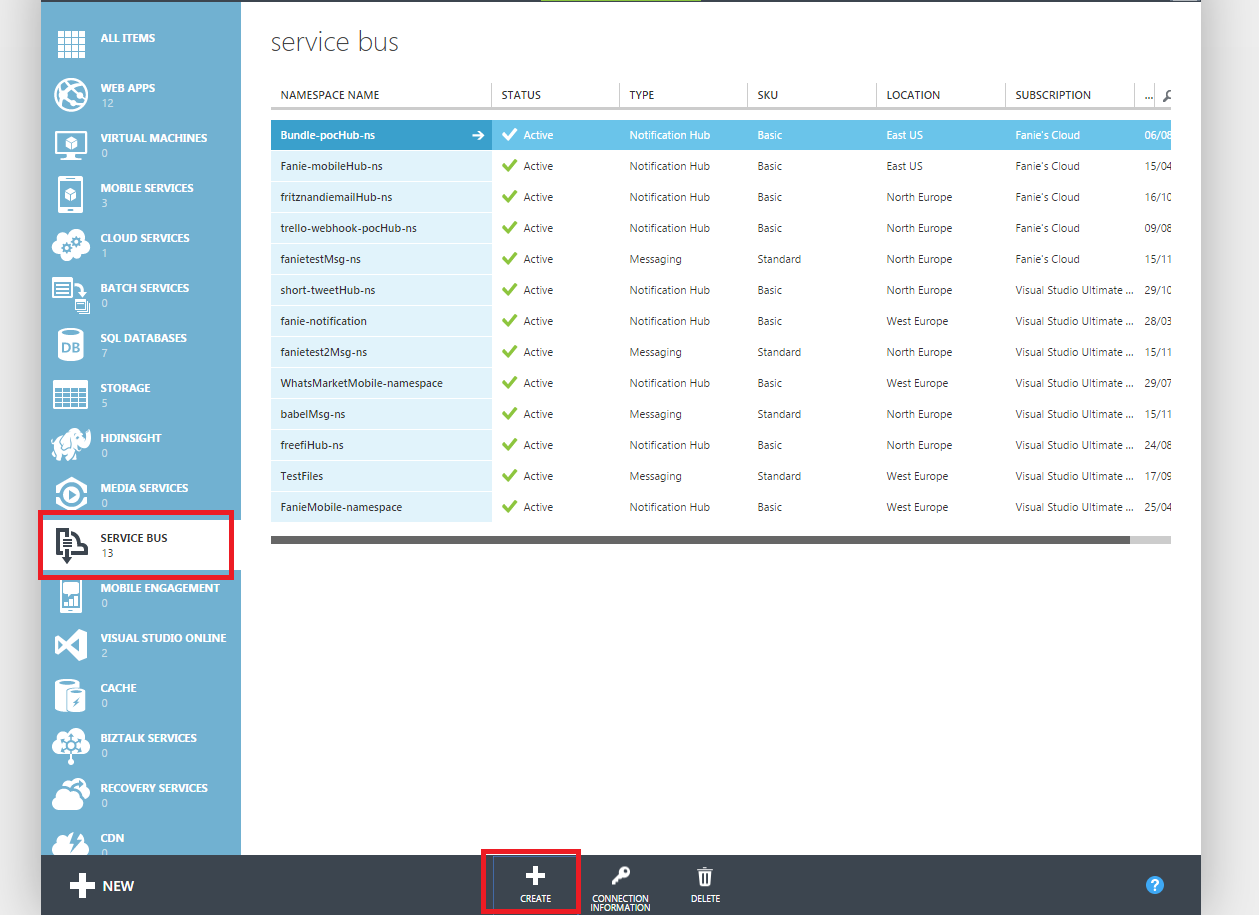 ALL ITEMS
WEB APPS
12
VIRTUAL MACHINES
0
MOBILE SERVICES
3
CLOUD SERVICES
1
BATCH SERVICES
0
DB
SQL DATABASES
7
STORAGE
5
HDINSIGHT
0
MEDIA SERVICES
0
SERVICE BUS
13
MOBILE ENGAGEMENT
0
VISUAL STUDIO ONLINE
2
CACHE
0
BIZTALK SERVICES
0
RECOVERY SERVICES
0
CDN
0
service bus
NAMESPACE NAME STATUS TYPE SKU LOCATION SUBSCRIPTION ...
Bundle-pocHub-ns Active Notification Hub Basic East US Fanie's Cloud 06/08
Fanie-mobileHub-ns Active Notification Hub Basic East US Fanie's Cloud 15/04
fritznandiemailHub-ns Active Notification Hub Basic North Europe Fanie's Cloud 16/10
trello-webhook-pocHub-ns Active Notification Hub Basic North Europe Fanie's Cloud 09/08
fanietestMsg-ns Active Messaging Standard North Europe Fanie's Cloud 15/11
short-tweetHub-ns Active Notification Hub Basic North Europe Visual Studio Ultimate ... 29/10
fanie-notification Active Notification Hub Basic West Europe Visual Studio Ultimate ... 28/03
fanietest2Msg-ns Active Messaging Standard North Europe Visual Studio Ultimate ... 15/11
WhatsMarketMobile-namespace Active Notification Hub Basic West Europe Visual Studio Ultimate ... 29/07
babelMsg-ns Active Messaging Standard North Europe Visual Studio Ultimate ... 15/11
freefiHub-ns Active Notification Hub Basic North Europe Visual Studio Ultimate ... 24/08
TestFiles Active Messaging Standard West Europe Visual Studio Ultimate ... 17/09
FanieMobile-namespace Active Notification Hub Basic West Europe Visual Studio Ultimate ... 25/04
NEW
CREATE
CONNECTION
INFORMATION
DELETE
?